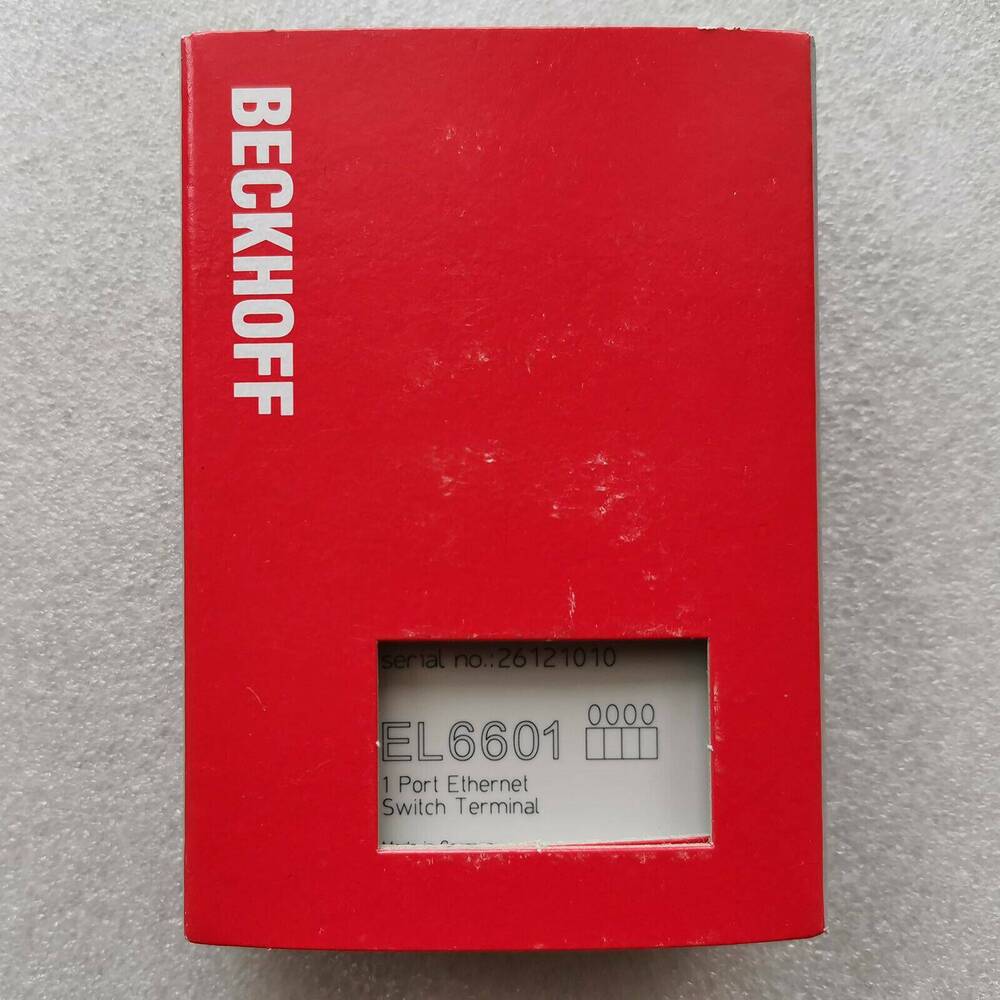 BECKHOFF
serial no.:26121010
EL6601 0000
1 Port Ethernet
Switch Terminal